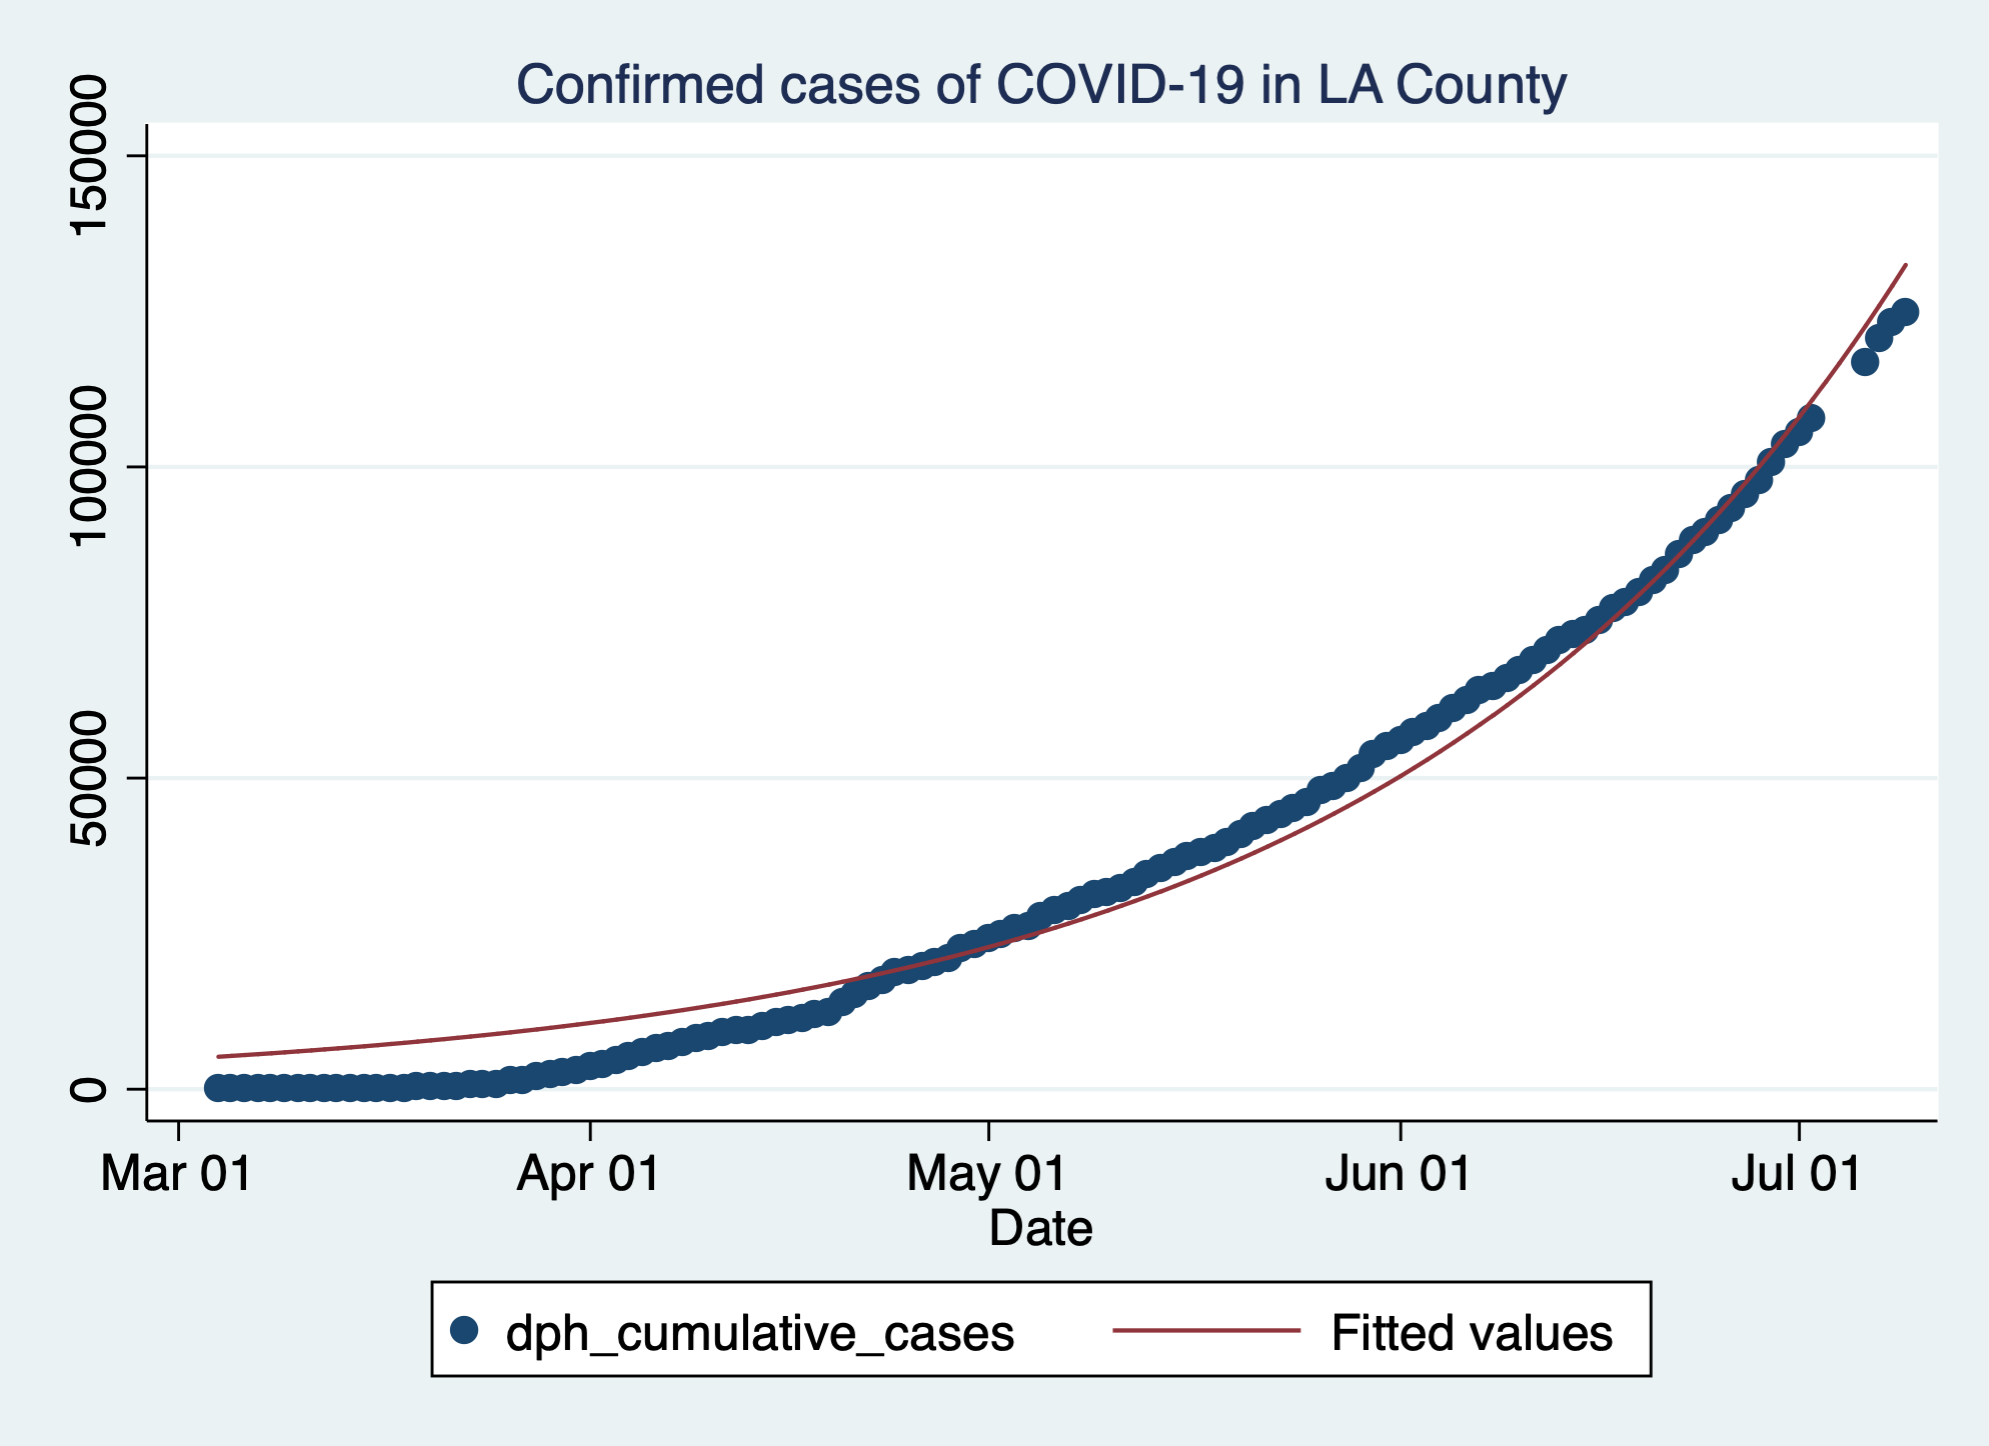 Confirmed cases of COVID-19 in LA County
150000
100000
50000
0
Mar 01 Apr 01 May 01 Jun 01 Jul 01
Date
dph_cumulative_cases Fitted values